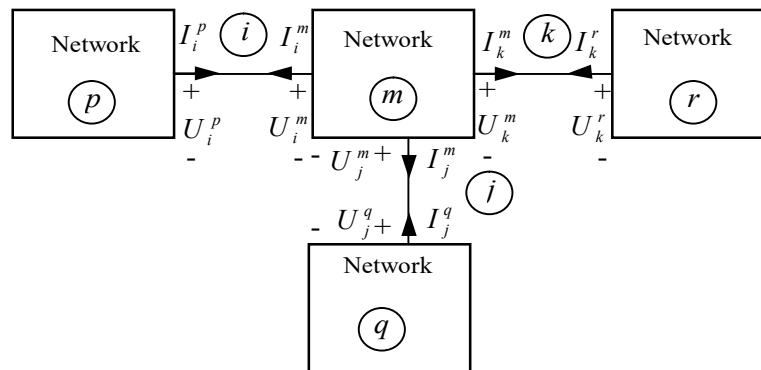 Network I_i^p i I_i^m Network I_k^m k I_k^r Network
p + + m + + r
U_i^p U_i^m U_k^m U_k^r
- - - U_j^m + I_j^m - -
j
- U_j^q + I_j^q
Network
q